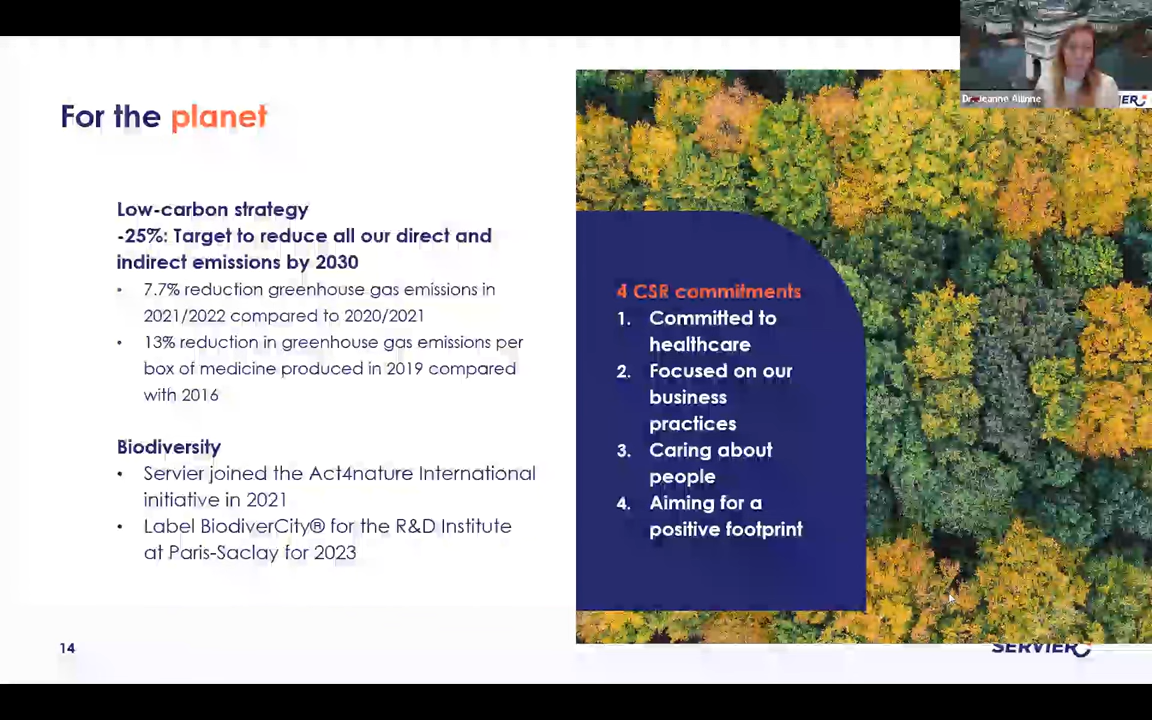 For the planet
Low-carbon strategy
-25%: Target to reduce all our direct and
indirect emissions by 2030
• 7.7% reduction greenhouse gas emissions in
2021/2022 compared to 2020/2021
• 13% reduction in greenhouse gas emissions per
box of medicine produced in 2019 compared
with 2016
Biodiversity
• Servier joined the Act4nature International
initiative in 2021
• Label BiodiverCity® for the R&D Institute
at Paris-Saclay for 2023
14
4 CSR commitments
1. Committed to
healthcare
2. Focused on our
business
practices
3. Caring about
people
4. Aiming for a
positive footprint
Dr. Jeanne Allinne
SERVIER